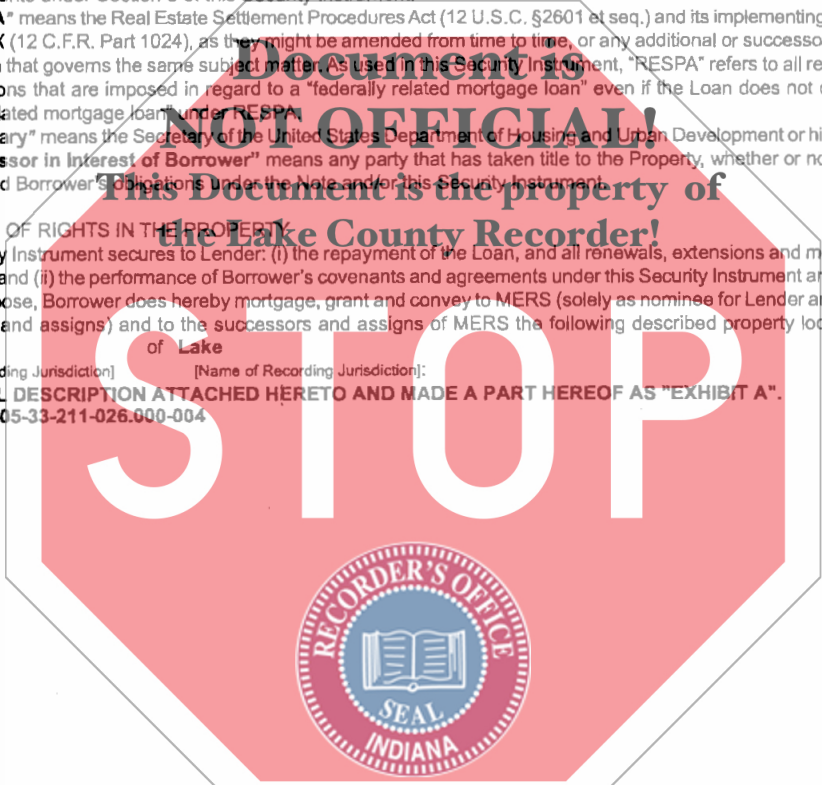 A" means the Real Estate Settlement Procedures Act (12 U.S.C. §2601 et seq.) and its implementing
X (12 C.F.R. Part 1024), as they might be amended from time to time, or any additional or successo
that governs the same subject matter. As used in this Security Instrument, "RESPA" refers to all re
ons that are imposed in regard to a "federally related mortgage loan" even if the Loan does not
ated mortgage loan" under RESPA.
ary" means the Secretary of the United States Department of Housing and Urban Development or hi
ssor in Interest of Borrower" means any party that has taken title to the Property, whether or no
d Borrower's obligations under the Note and/or this Security Instrument.
Document is
NOT OFFICIAL!
This Document is the property of
the Lake County Recorder!
OF RIGHTS IN THE PROPERTY
y Instrument secures to Lender: (i) the repayment of the Loan, and all renewals, extensions and m
and (ii) the performance of Borrower's covenants and agreements under this Security Instrument a
ose, Borrower does hereby mortgage, grant and convey to MERS (solely as nominee for Lender a
and assigns) and to the successors and assigns of MERS the following described property loc
of Lake
ding Jurisdiction] [Name of Recording Jurisdiction]:
L DESCRIPTION ATTACHED HERETO AND MADE A PART HEREOF AS "EXHIBIT A".
05-33-211-026.000-004
STOP
RECORDER'S OFFICE
SEAL
INDIANA